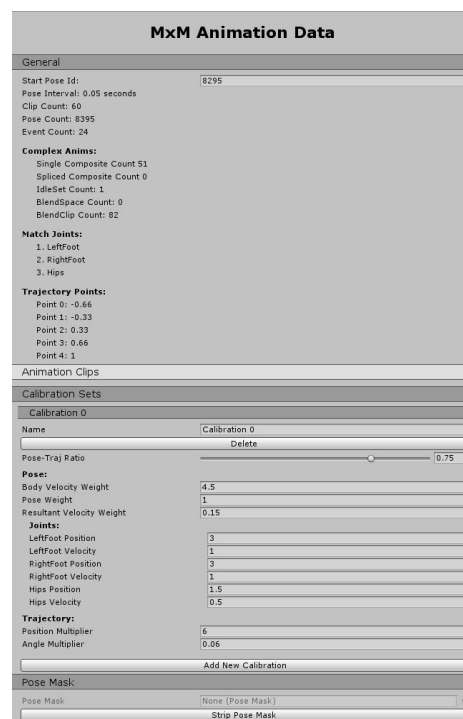 MxM Animation Data
General
Start Pose Id: 8295
Pose Interval: 0.05 seconds
Clip Count: 60
Pose Count: 8395
Event Count: 24
Complex Anims:
Single Composite Count 51
Spliced Composite Count 0
IdleSet Count: 1
BlendSpace Count: 0
BlendClip Count: 82
Match Joints:
1. LeftFoot
2. RightFoot
3. Hips
Trajectory Points:
Point 0: -0.66
Point 1: -0.33
Point 2: 0.33
Point 3: 0.66
Point 4: 1
Animation Clips
Calibration Sets
Calibration 0
Name Calibration 0
Delete
Pose-Traj Ratio 0.75
Pose:
Body Velocity Weight 4.5
Pose Weight 1
Resultant Velocity Weight 0.15
Joints:
LeftFoot Position 3
LeftFoot Velocity 1
RightFoot Position 3
RightFoot Velocity 1
Hips Position 1.5
Hips Velocity 0.5
Trajectory:
Position Multiplier 6
Angle Multiplier 0.06
Add New Calibration
Pose Mask
Pose Mask None (Pose Mask)
Strip Pose Mask